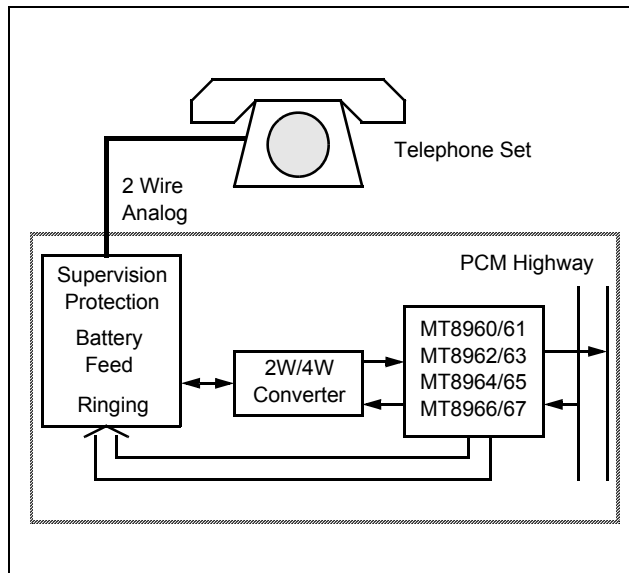 Telephone Set
2 Wire
Analog
PCM Highway
Supervision
Protection
Battery
Feed
Ringing
2W/4W
Converter
MT8960/61
MT8962/63
MT8964/65
MT8966/67